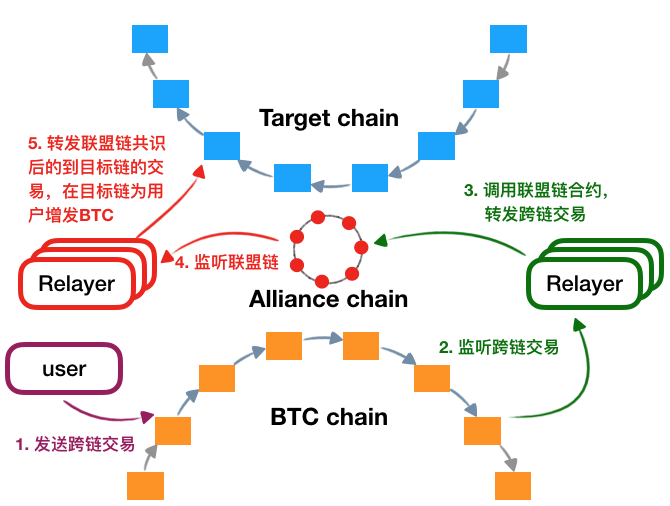 Target chain
5. 转发联盟链共识
后的到目标链的交
易，在目标链为用
户增发BTC
3. 调用联盟链合约，
转发跨链交易
4. 监听联盟链
Relayer
Relayer
Alliance chain
user
2. 监听跨链交易
BTC chain
1. 发送跨链交易